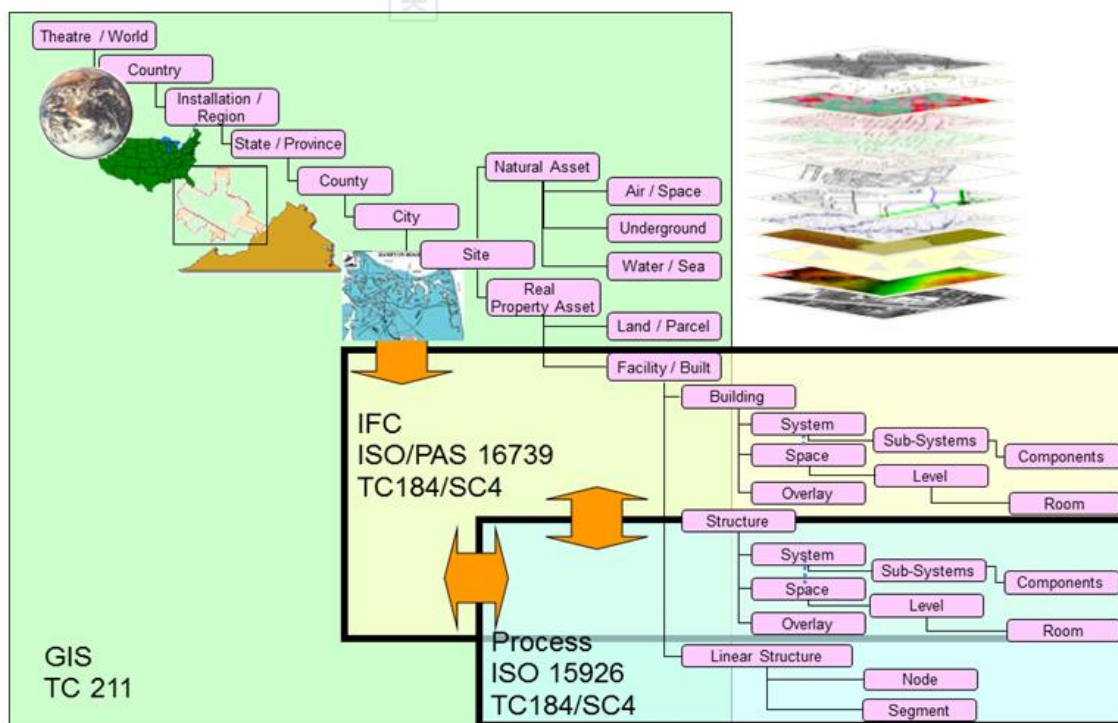 Theatre / World
Country
Installation /
Region
State / Province
County
City
Site
Natural Asset
Air / Space
Underground
Water / Sea
Real
Property Asset
Land / Parcel
Facility / Built
Building
System
Sub-Systems
Components
Space
Level
Room
Overlay
Structure
System
Sub-Systems
Components
Space
Level
Room
Overlay
Linear Structure
Node
Segment
IFC
ISO/PAS 16739
TC184/SC4
Process
ISO 15926
TC184/SC4
GIS
TC 211